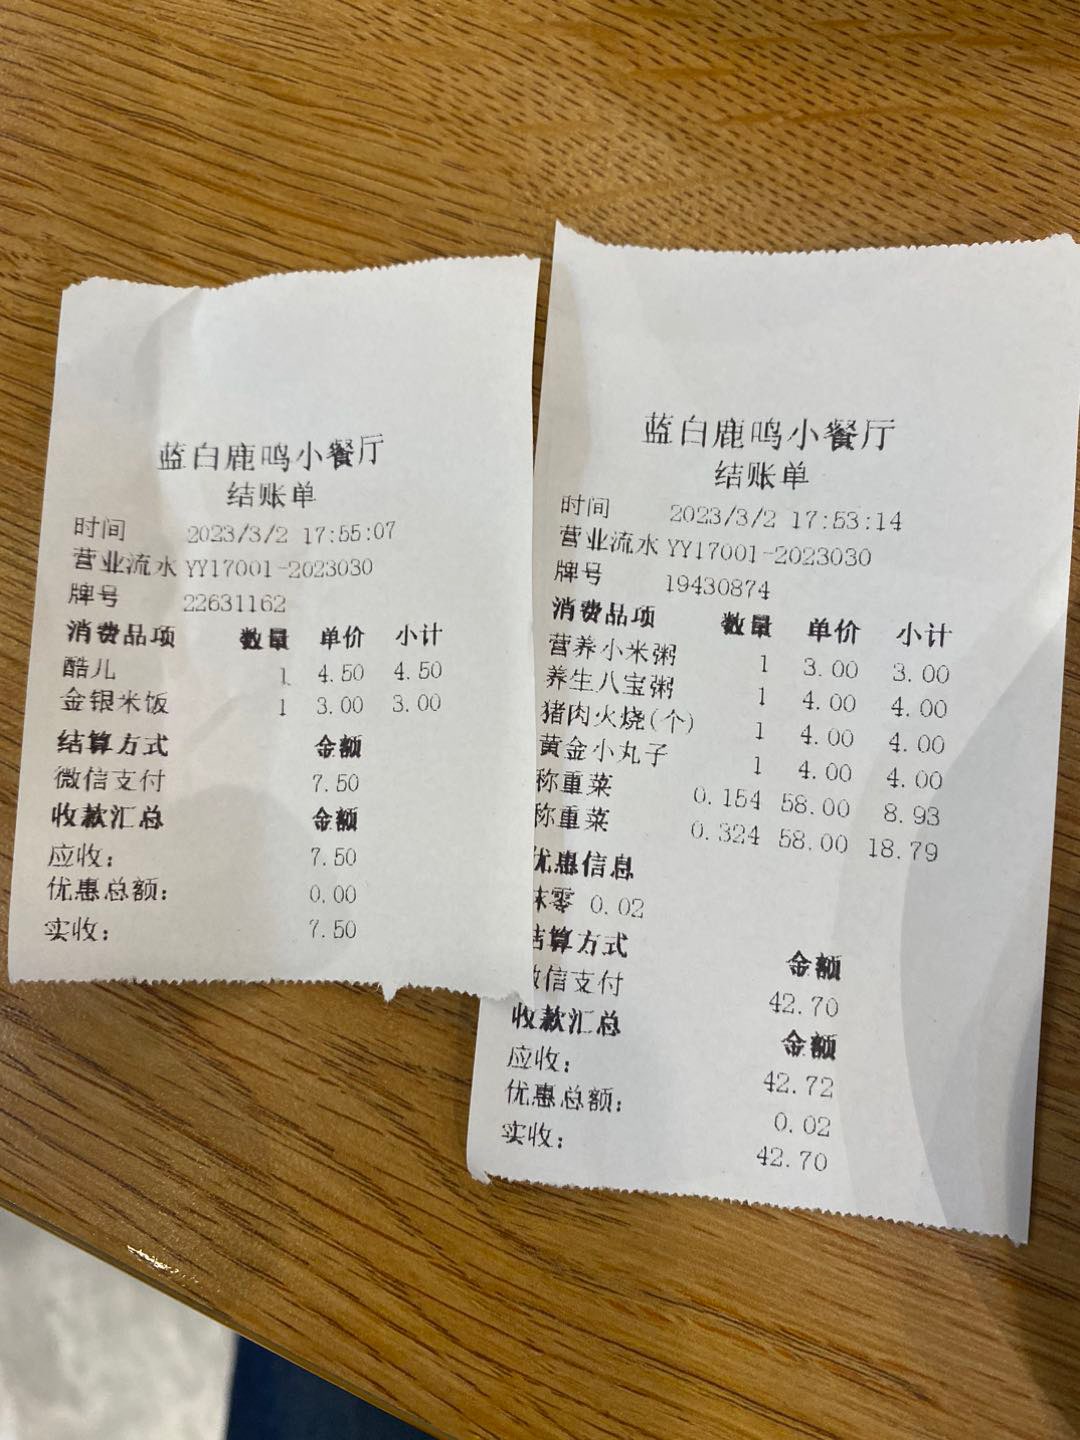 蓝白鹿鸣小餐厅
结账单
时间 2023/3/2 17:55:07
营业流水 YY17001-2023030
牌号 22631162
消费品项 数量 单价 小计
酷儿 1 4.50 4.50
金银米饭 1 3.00 3.00
结算方式 金额
微信支付 7.50
收款汇总 金额
应收： 7.50
优惠总额： 0.00
实收： 7.50
蓝白鹿鸣小餐厅
结账单
时间 2023/3/2 17:53:14
营业流水 YY17001-2023030
牌号 19430874
消费品项 数量 单价 小计
营养小米粥 1 3.00 3.00
养生八宝粥 1 4.00 4.00
猪肉火烧(个) 1 4.00 4.00
黄金小丸子 1 4.00 4.00
称重菜 0.154 58.00 8.93
称重菜 0.324 58.00 18.79
优惠信息
抹零 0.02
结算方式 金额
微信支付 42.70
收款汇总 金额
应收： 42.72
优惠总额： 0.02
实收： 42.70